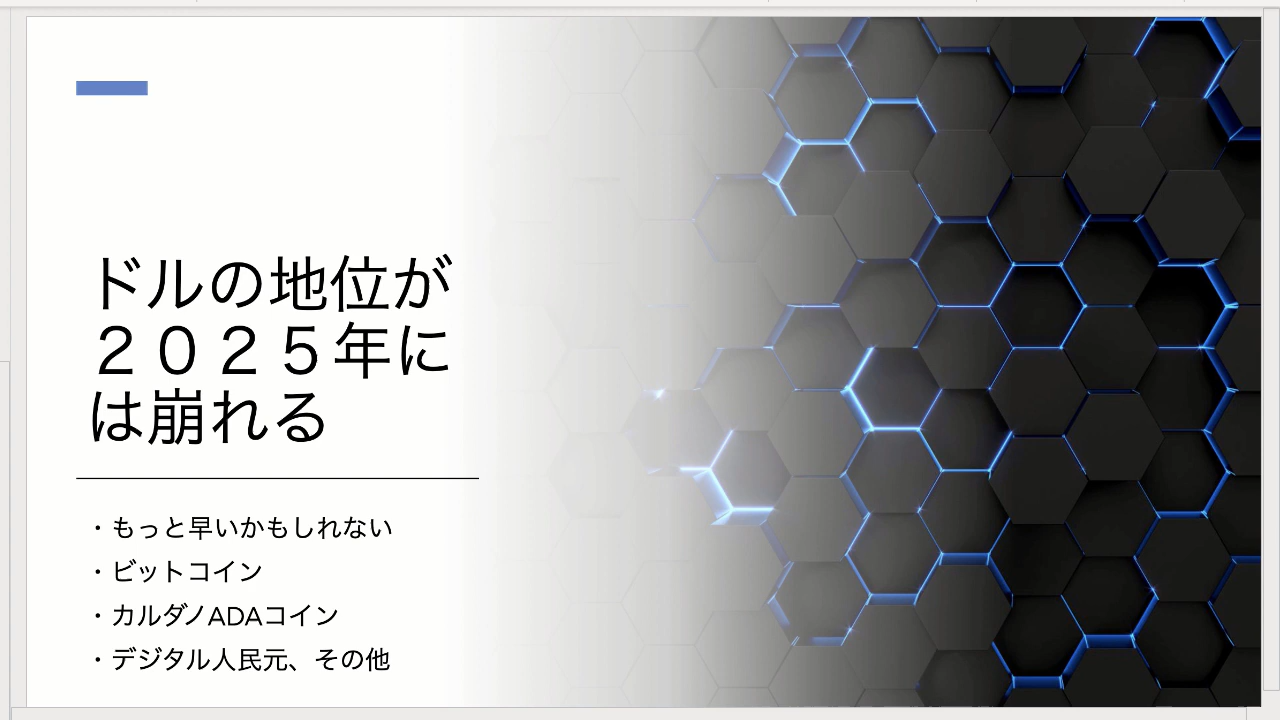 ドルの地位が
２０２５年に
は崩れる
・もっと早いかもしれない
・ビットコイン
・カルダノADAコイン
・デジタル人民元、その他